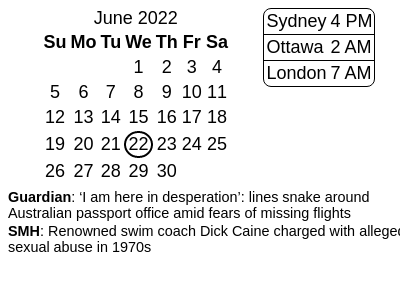 June 2022
Su Mo Tu We Th Fr Sa
1 2 3 4
5 6 7 8 9 10 11
12 13 14 15 16 17 18
19 20 21 22 23 24 25
26 27 28 29 30
Sydney 4 PM
Ottawa 2 AM
London 7 AM
Guardian: ‘I am here in desperation’: lines snake around
Australian passport office amid fears of missing flights
SMH: Renowned swim coach Dick Caine charged with alleged
sexual abuse in 1970s